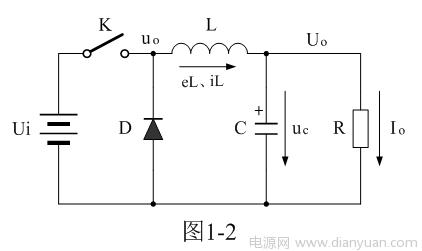 K
L
uo
Uo
eL、iL
Ui
D
+
C
uc
R
Io
图1-2
电源网 www.dianyuan.com